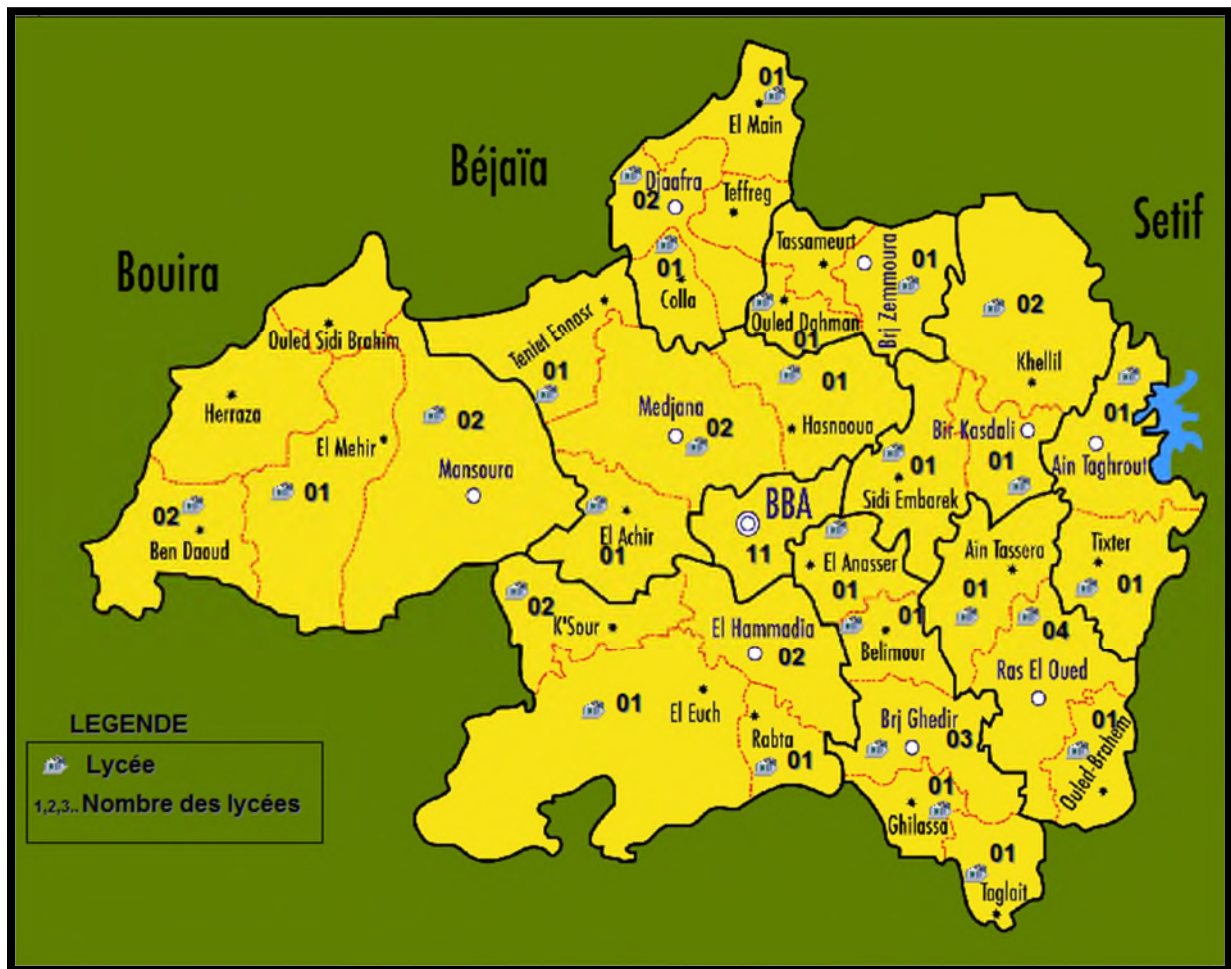 01
El Main
Béjaïa
Djaafra
02
Teffreg
Setif
Bouira
Tassameurt
01
Colla
Brj Zemmoura
01
02
Ouled Dahman
01
Ouled Sidi Brahim
Teniet Ennasr
01
Khellil
Herraza
01
01
Medjana
02
Hasnaoua
Bir Kasdali
01
Ain Taghrout
El Mehir
02
Mansoura
01
Sidi Embarek
01
02
Ben Daoud
BBA
11
El Achir
01
El Anasser
01
Ain Tassera
01
Tixter
01
02
K'Sour
El Hammadia
02
01
Belimour
04
Ras El Oued
01
El Euch
Rabta
01
Brj Ghedir
03
01
Ouled-Brahem
01
Ghilassa
01
Taglait
LEGENDE
Lycée
1,2,3.. Nombre des lycées